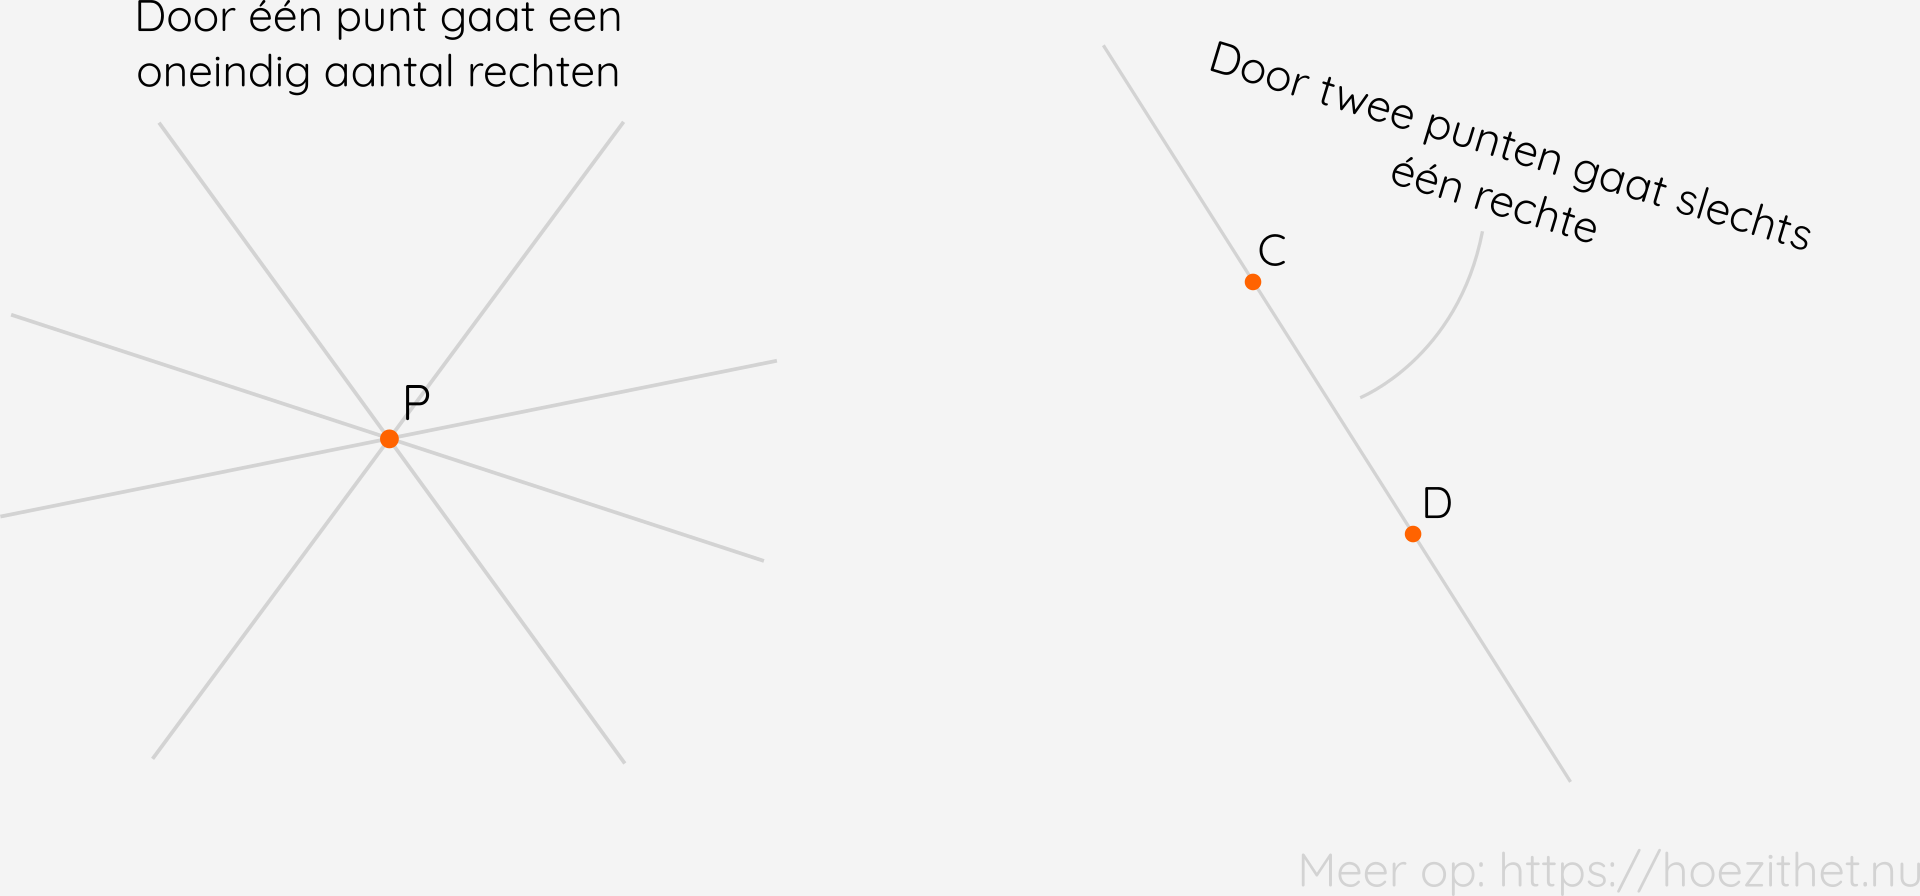 Door één punt gaat een
oneindig aantal rechten
P
Door twee punten gaat slechts
één rechte
C
D
Meer op: https://hoezithet.nu